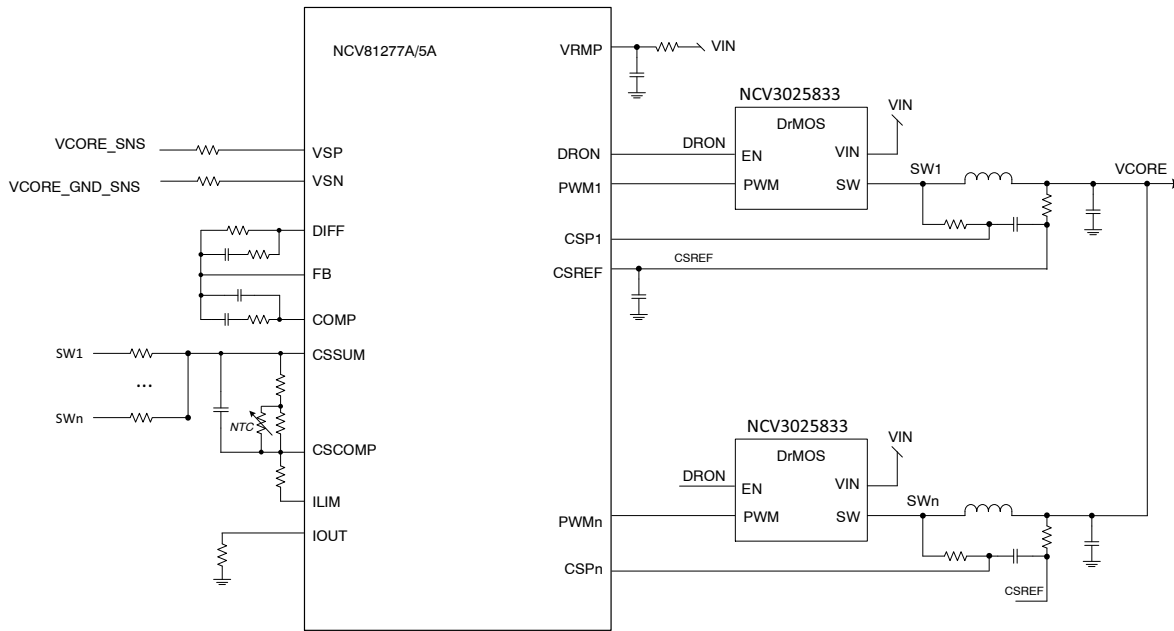 NCV81277A/5A
VRMP
VIN
NCV3025833
DrMOS
VIN
VCORE_SNS
VSP
DRON
DRON
EN
VIN
SW1
VCORE
VCORE_GND_SNS
VSN
PWM1
PWM
SW
DIFF
CSP1
FB
CSREF
CSREF
COMP
SW1
CSSUM
...
SWn
NTC
NCV3025833
DrMOS
VIN
CSCOMP
DRON
EN
VIN
ILIM
SWn
PWMn
PWM
SW
IOUT
CSPn
CSREF